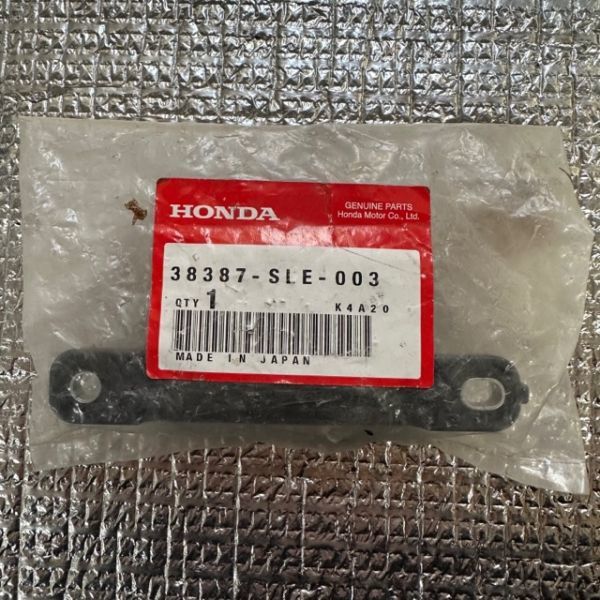 HONDA
GENUINE PARTS
Honda Motor Co., Ltd.
38387-SLE-003
QTY 1 K4A20
MADE IN JAPAN